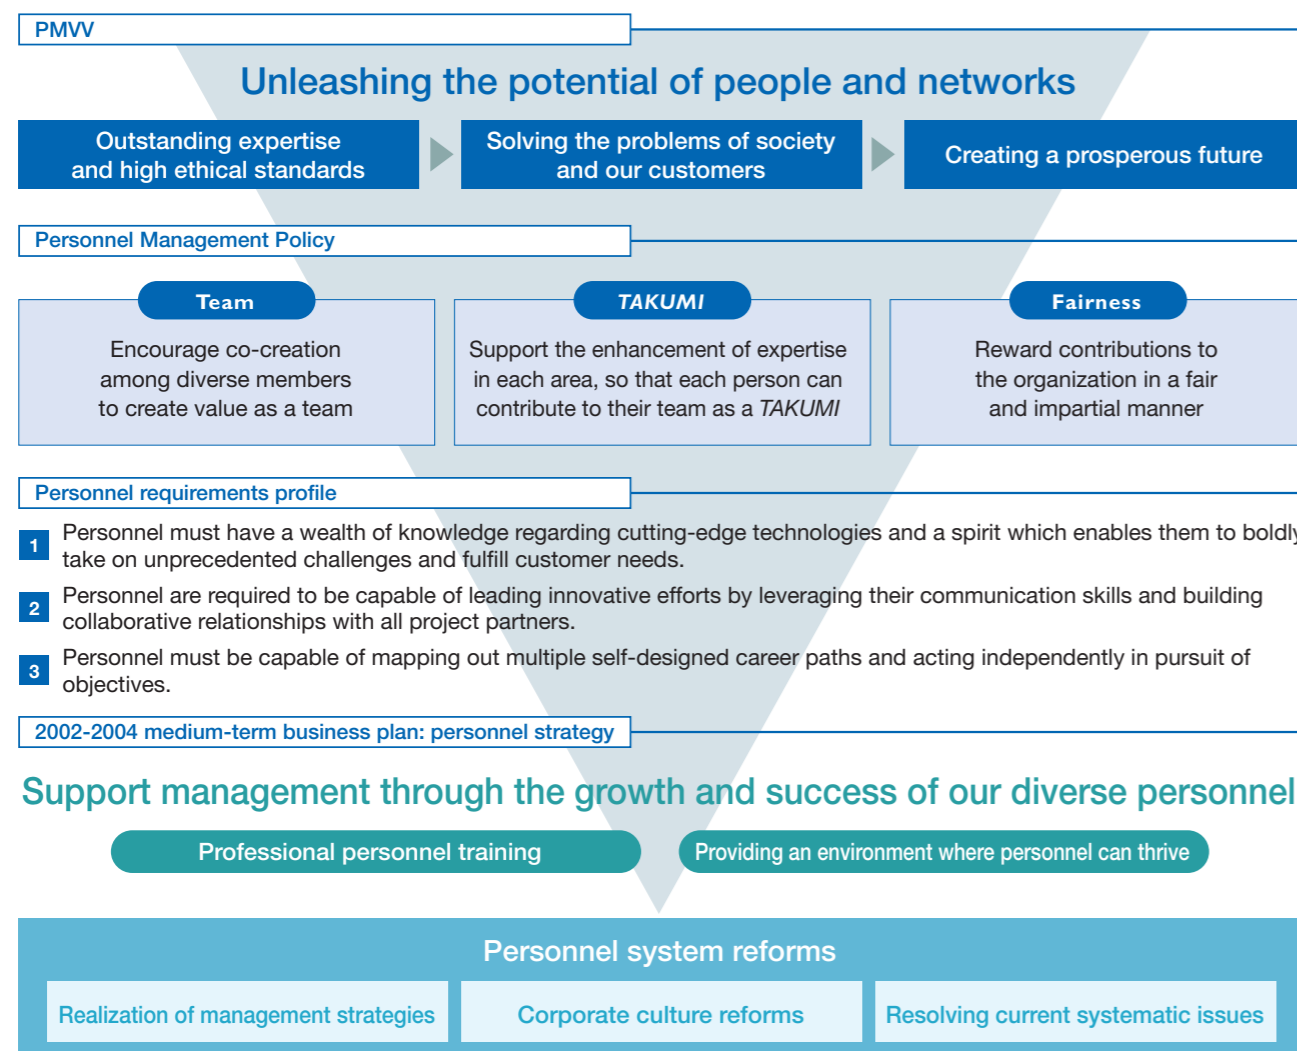 PMVV
Unleashing the potential of people and networks
Outstanding expertise
and high ethical standards
Solving the problems of society
and our customers
Creating a prosperous future
Personnel Management Policy
Team
Encourage co-creation
among diverse members
to create value as a team
TAKUMI
Support the enhancement of expertise
in each area, so that each person can
contribute to their team as a TAKUMI
Fairness
Reward contributions to
the organization in a fair
and impartial manner
Personnel requirements profile
1
Personnel must have a wealth of knowledge regarding cutting-edge technologies and a spirit which enables them to boldly
take on unprecedented challenges and fulfill customer needs.
2
Personnel are required to be capable of leading innovative efforts by leveraging their communication skills and building
collaborative relationships with all project partners.
3
Personnel must be capable of mapping out multiple self-designed career paths and acting independently in pursuit of
objectives.
2002-2004 medium-term business plan: personnel strategy
Support management through the growth and success of our diverse personnel
Professional personnel training
Providing an environment where personnel can thrive
Personnel system reforms
Realization of management strategies
Corporate culture reforms
Resolving current systematic issues